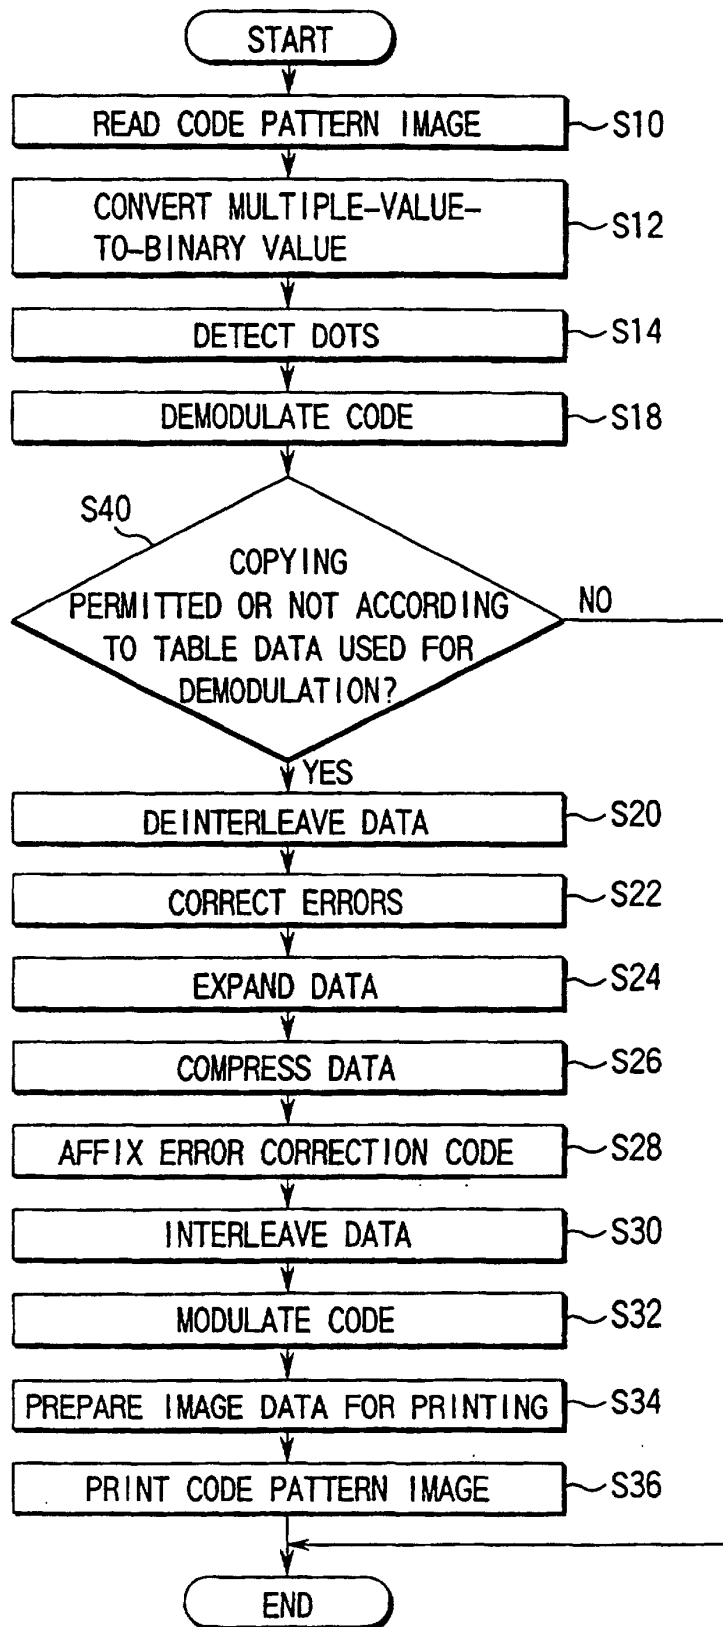 START
READ CODE PATTERN IMAGE
S10
CONVERT MULTIPLE-VALUE-
TO-BINARY VALUE
S12
DETECT DOTS
S14
DEMODULATE CODE
S18
S40
COPYING
PERMITTED OR NOT ACCORDING
TO TABLE DATA USED FOR
DEMODULATION?
NO
YES
DEINTERLEAVE DATA
S20
CORRECT ERRORS
S22
EXPAND DATA
S24
COMPRESS DATA
S26
AFFIX ERROR CORRECTION CODE
S28
INTERLEAVE DATA
S30
MODULATE CODE
S32
PREPARE IMAGE DATA FOR PRINTING
S34
PRINT CODE PATTERN IMAGE
S36
END